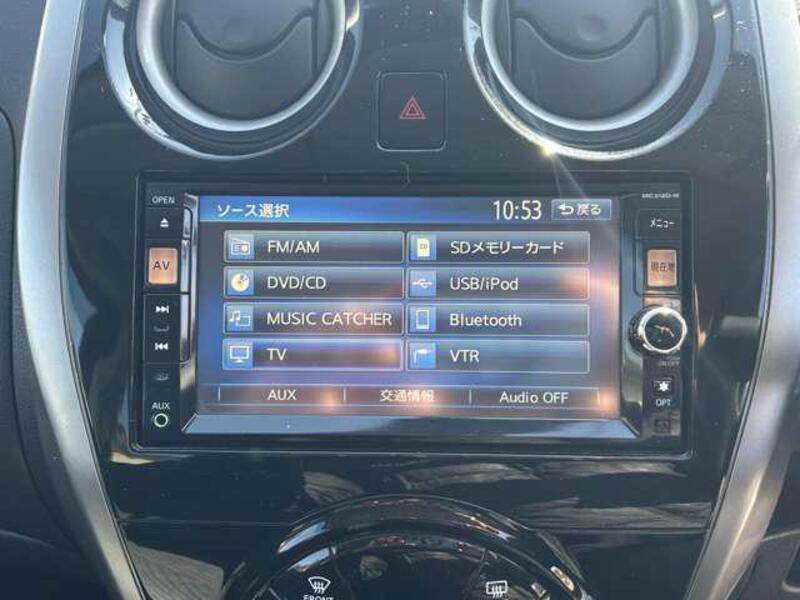 OPEN
ソース選択 10:53 戻る
メニュー
AV
現在地
FM/AM SDメモリーカード
DVD/CD USB/iPod
MUSIC CATCHER Bluetooth
TV VTR
AUX 交通情報 Audio OFF
AUX
OPT
FRONT